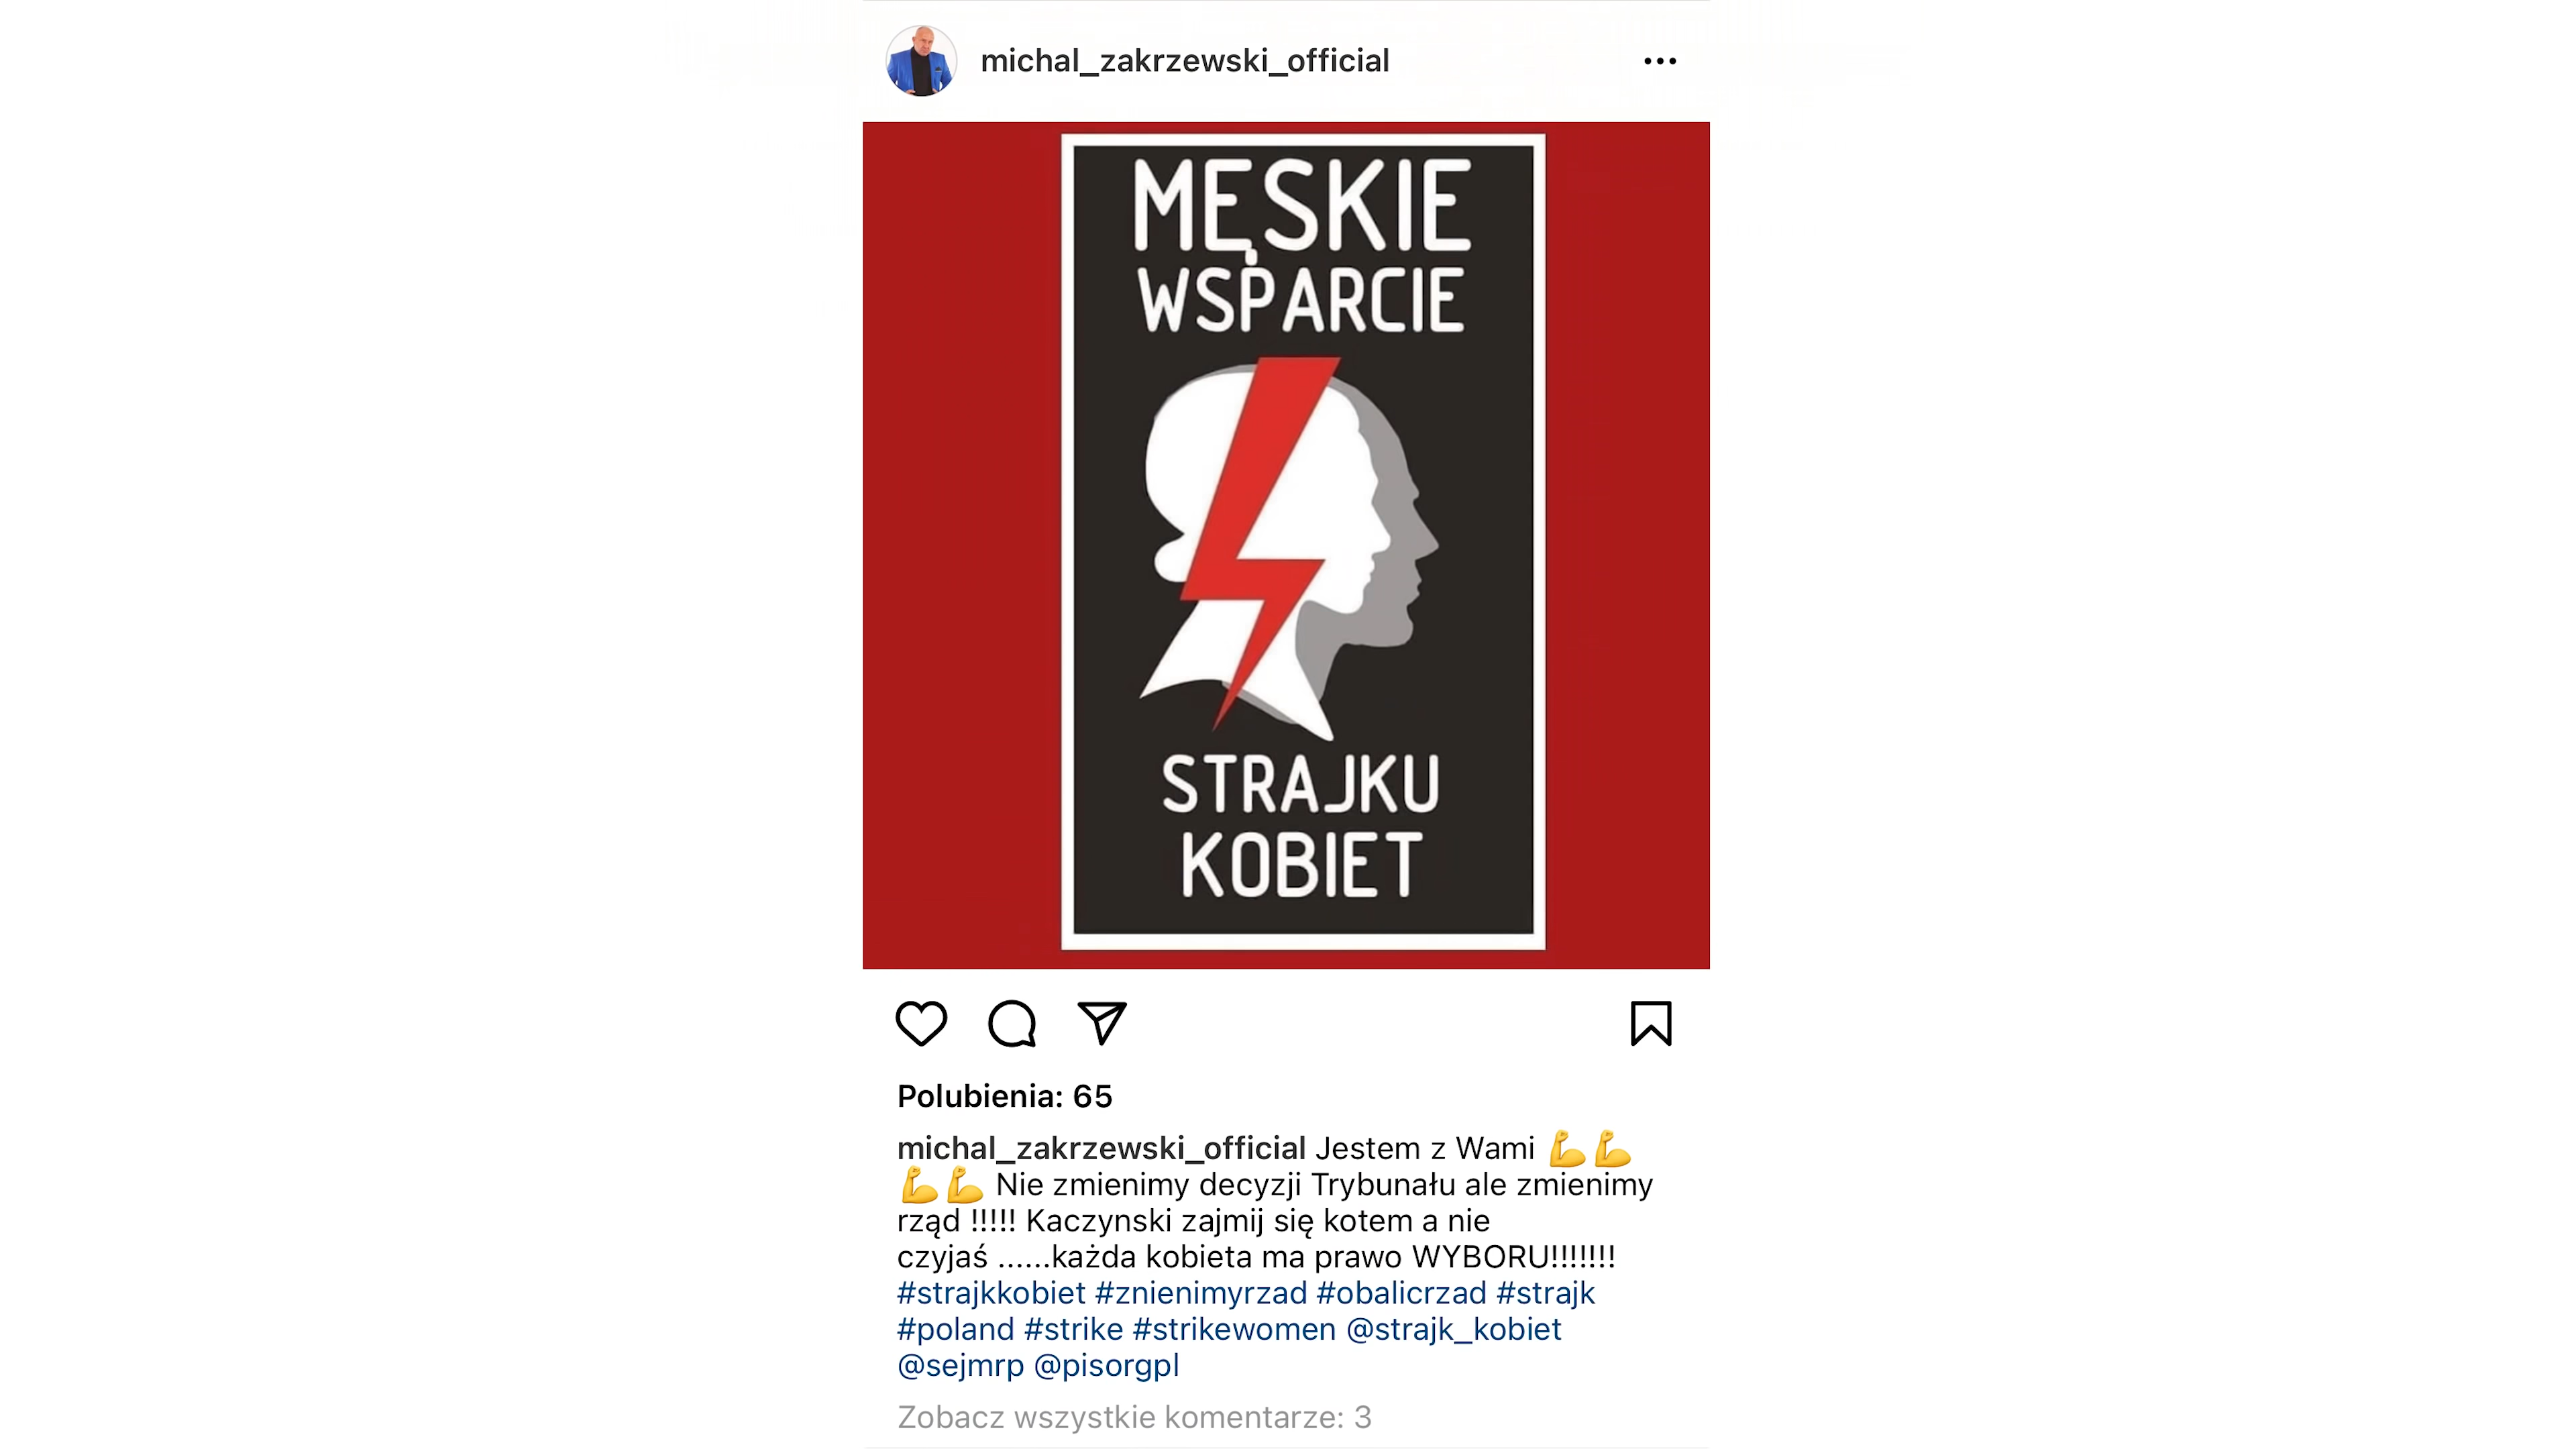 michal_zakrzewski_official
MĘSKIE
WSPARCIE
STRAJKU
KOBIET
Polubienia: 65
michal_zakrzewski_official Jestem z Wami 💪💪
💪💪 Nie zmienimy decyzji Trybunału ale zmienimy
rząd !!!!! Kaczynski zajmij się kotem a nie
czyjaś ......każda kobieta ma prawo WYBORU!!!!!!!
#strajkkobiet #znienimyrzad #obalicrzad #strajk
#poland #strike #strikewomen @strajk_kobiet
@sejmrp @pisorgpl
Zobacz wszystkie komentarze: 3